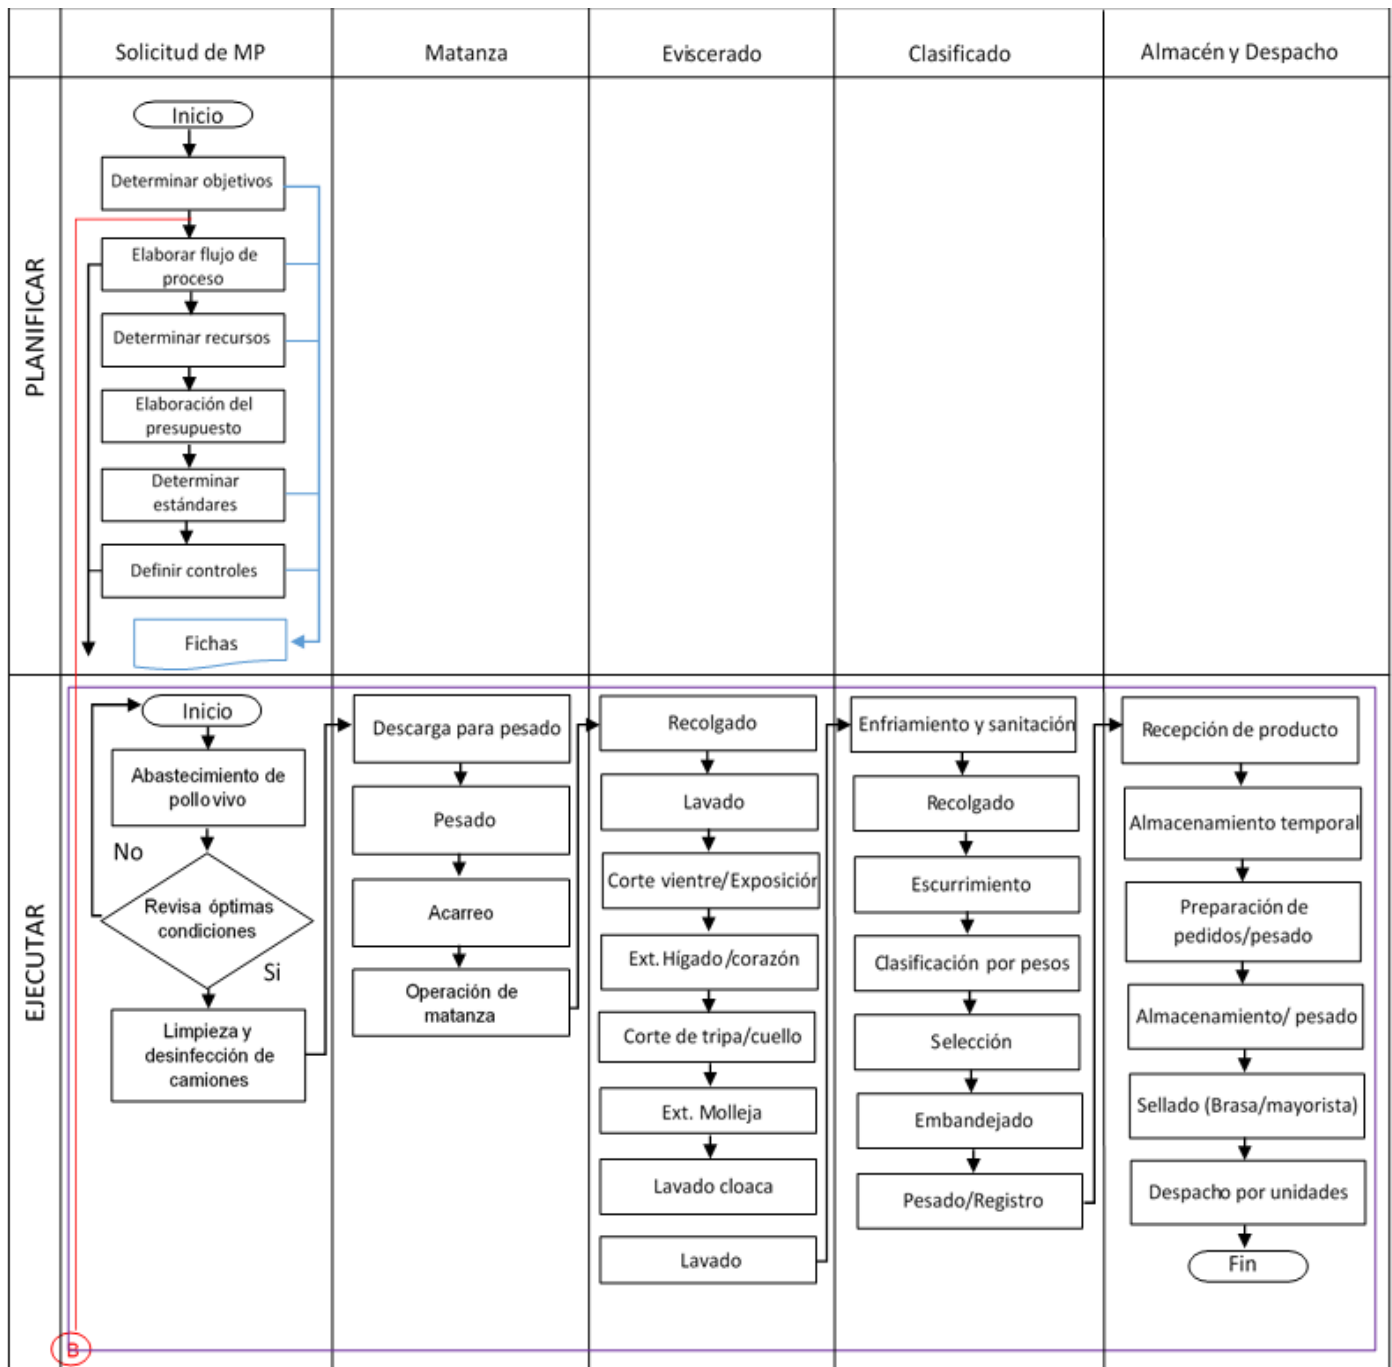 Solicitud de MP
Matanza
Eviscerado
Clasificado
Almacén y Despacho
PLANIFICAR
Inicio
Determinar objetivos
Elaborar flujo de
proceso
Determinar recursos
Elaboración del
presupuesto
Determinar
estándares
Definir controles
Fichas
EJECUTAR
Inicio
Abastecimiento de
pollo vivo
No
Revisa óptimas
condiciones
Si
Limpieza y
desinfección de
camiones
Descarga para pesado
Pesado
Acarreo
Operación de
matanza
Recolgado
Lavado
Corte vientre/Exposición
Ext. Hígado/corazón
Corte de tripa/cuello
Ext. Molleja
Lavado cloaca
Lavado
Enfriamiento y sanitación
Recolgado
Escurrimiento
Clasificación por pesos
Selección
Embandejado
Pesado/Registro
Recepción de producto
Almacenamiento temporal
Preparación de
pedidos/pesado
Almacenamiento/ pesado
Sellado (Brasa/mayorista)
Despacho por unidades
Fin
B